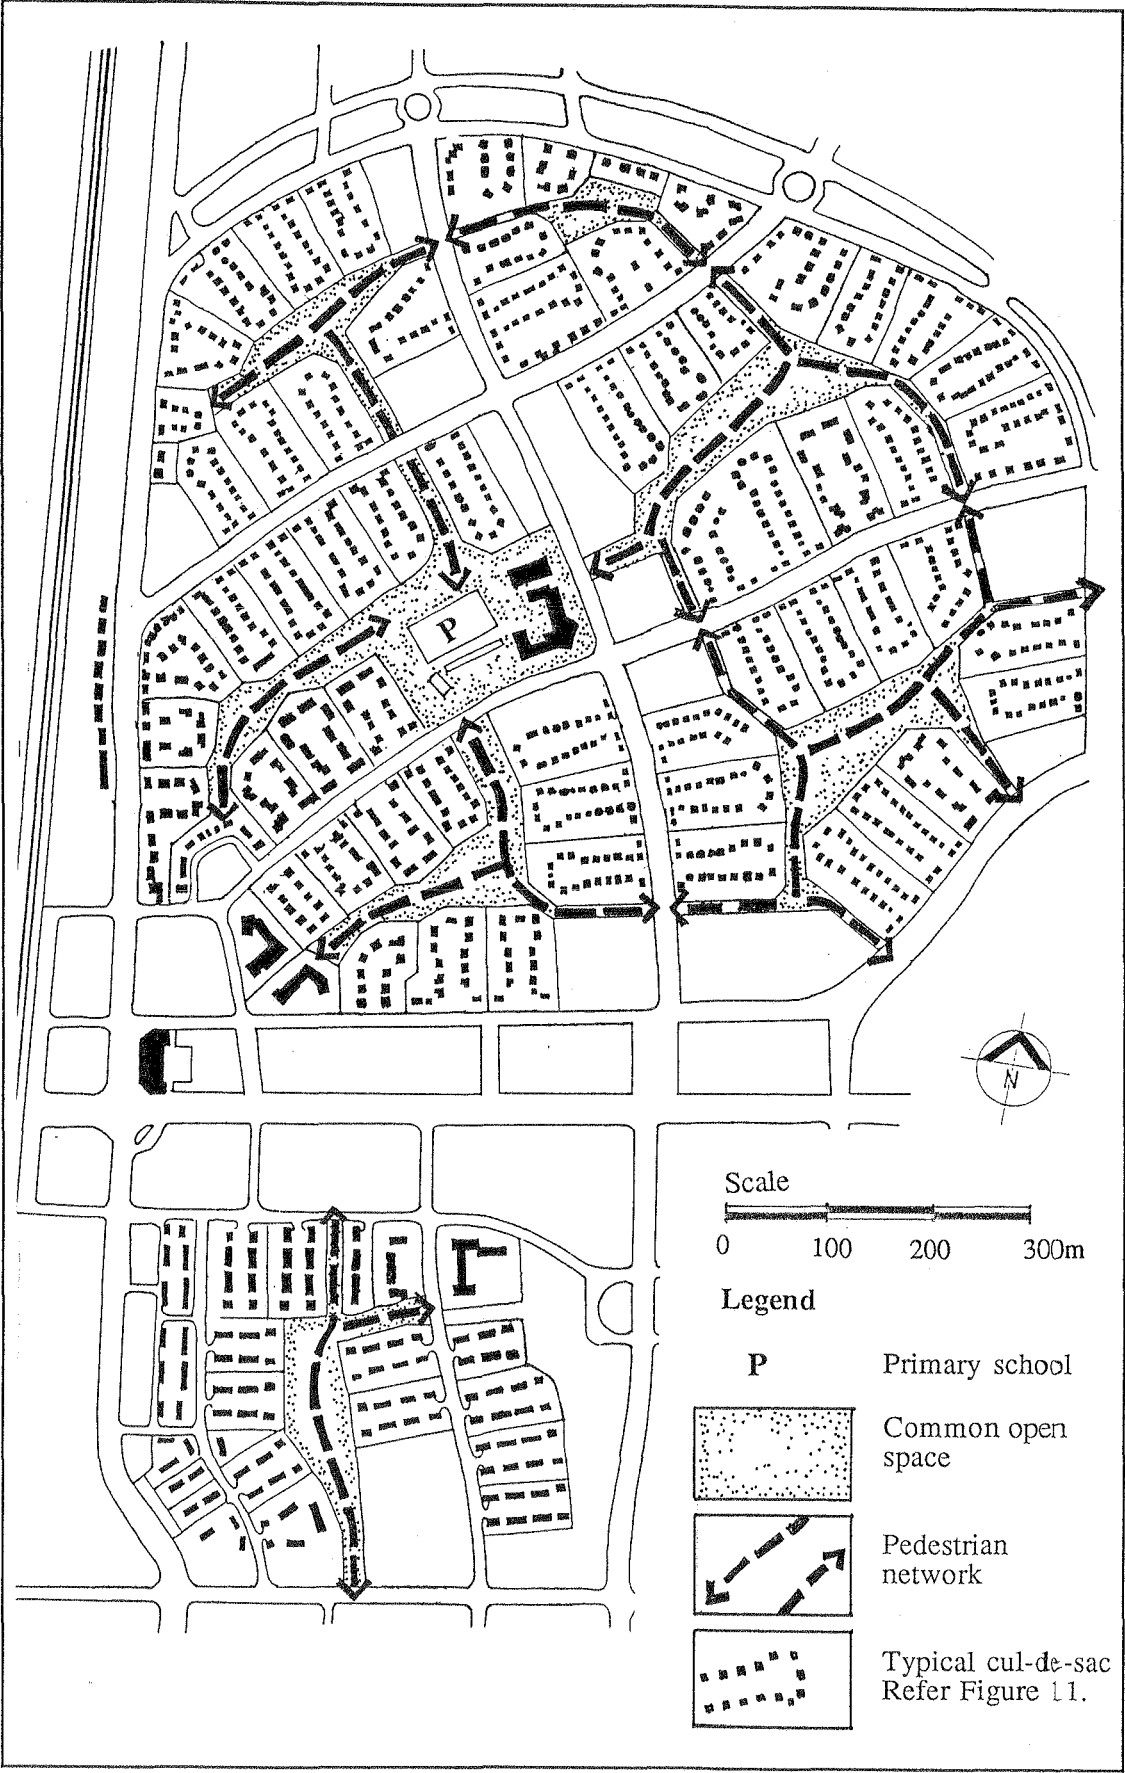 P
N
Scale
0 100 200 300m
Legend
P Primary school
Common open
space
Pedestrian
network
Typical cul-de-sac
Refer Figure 11.